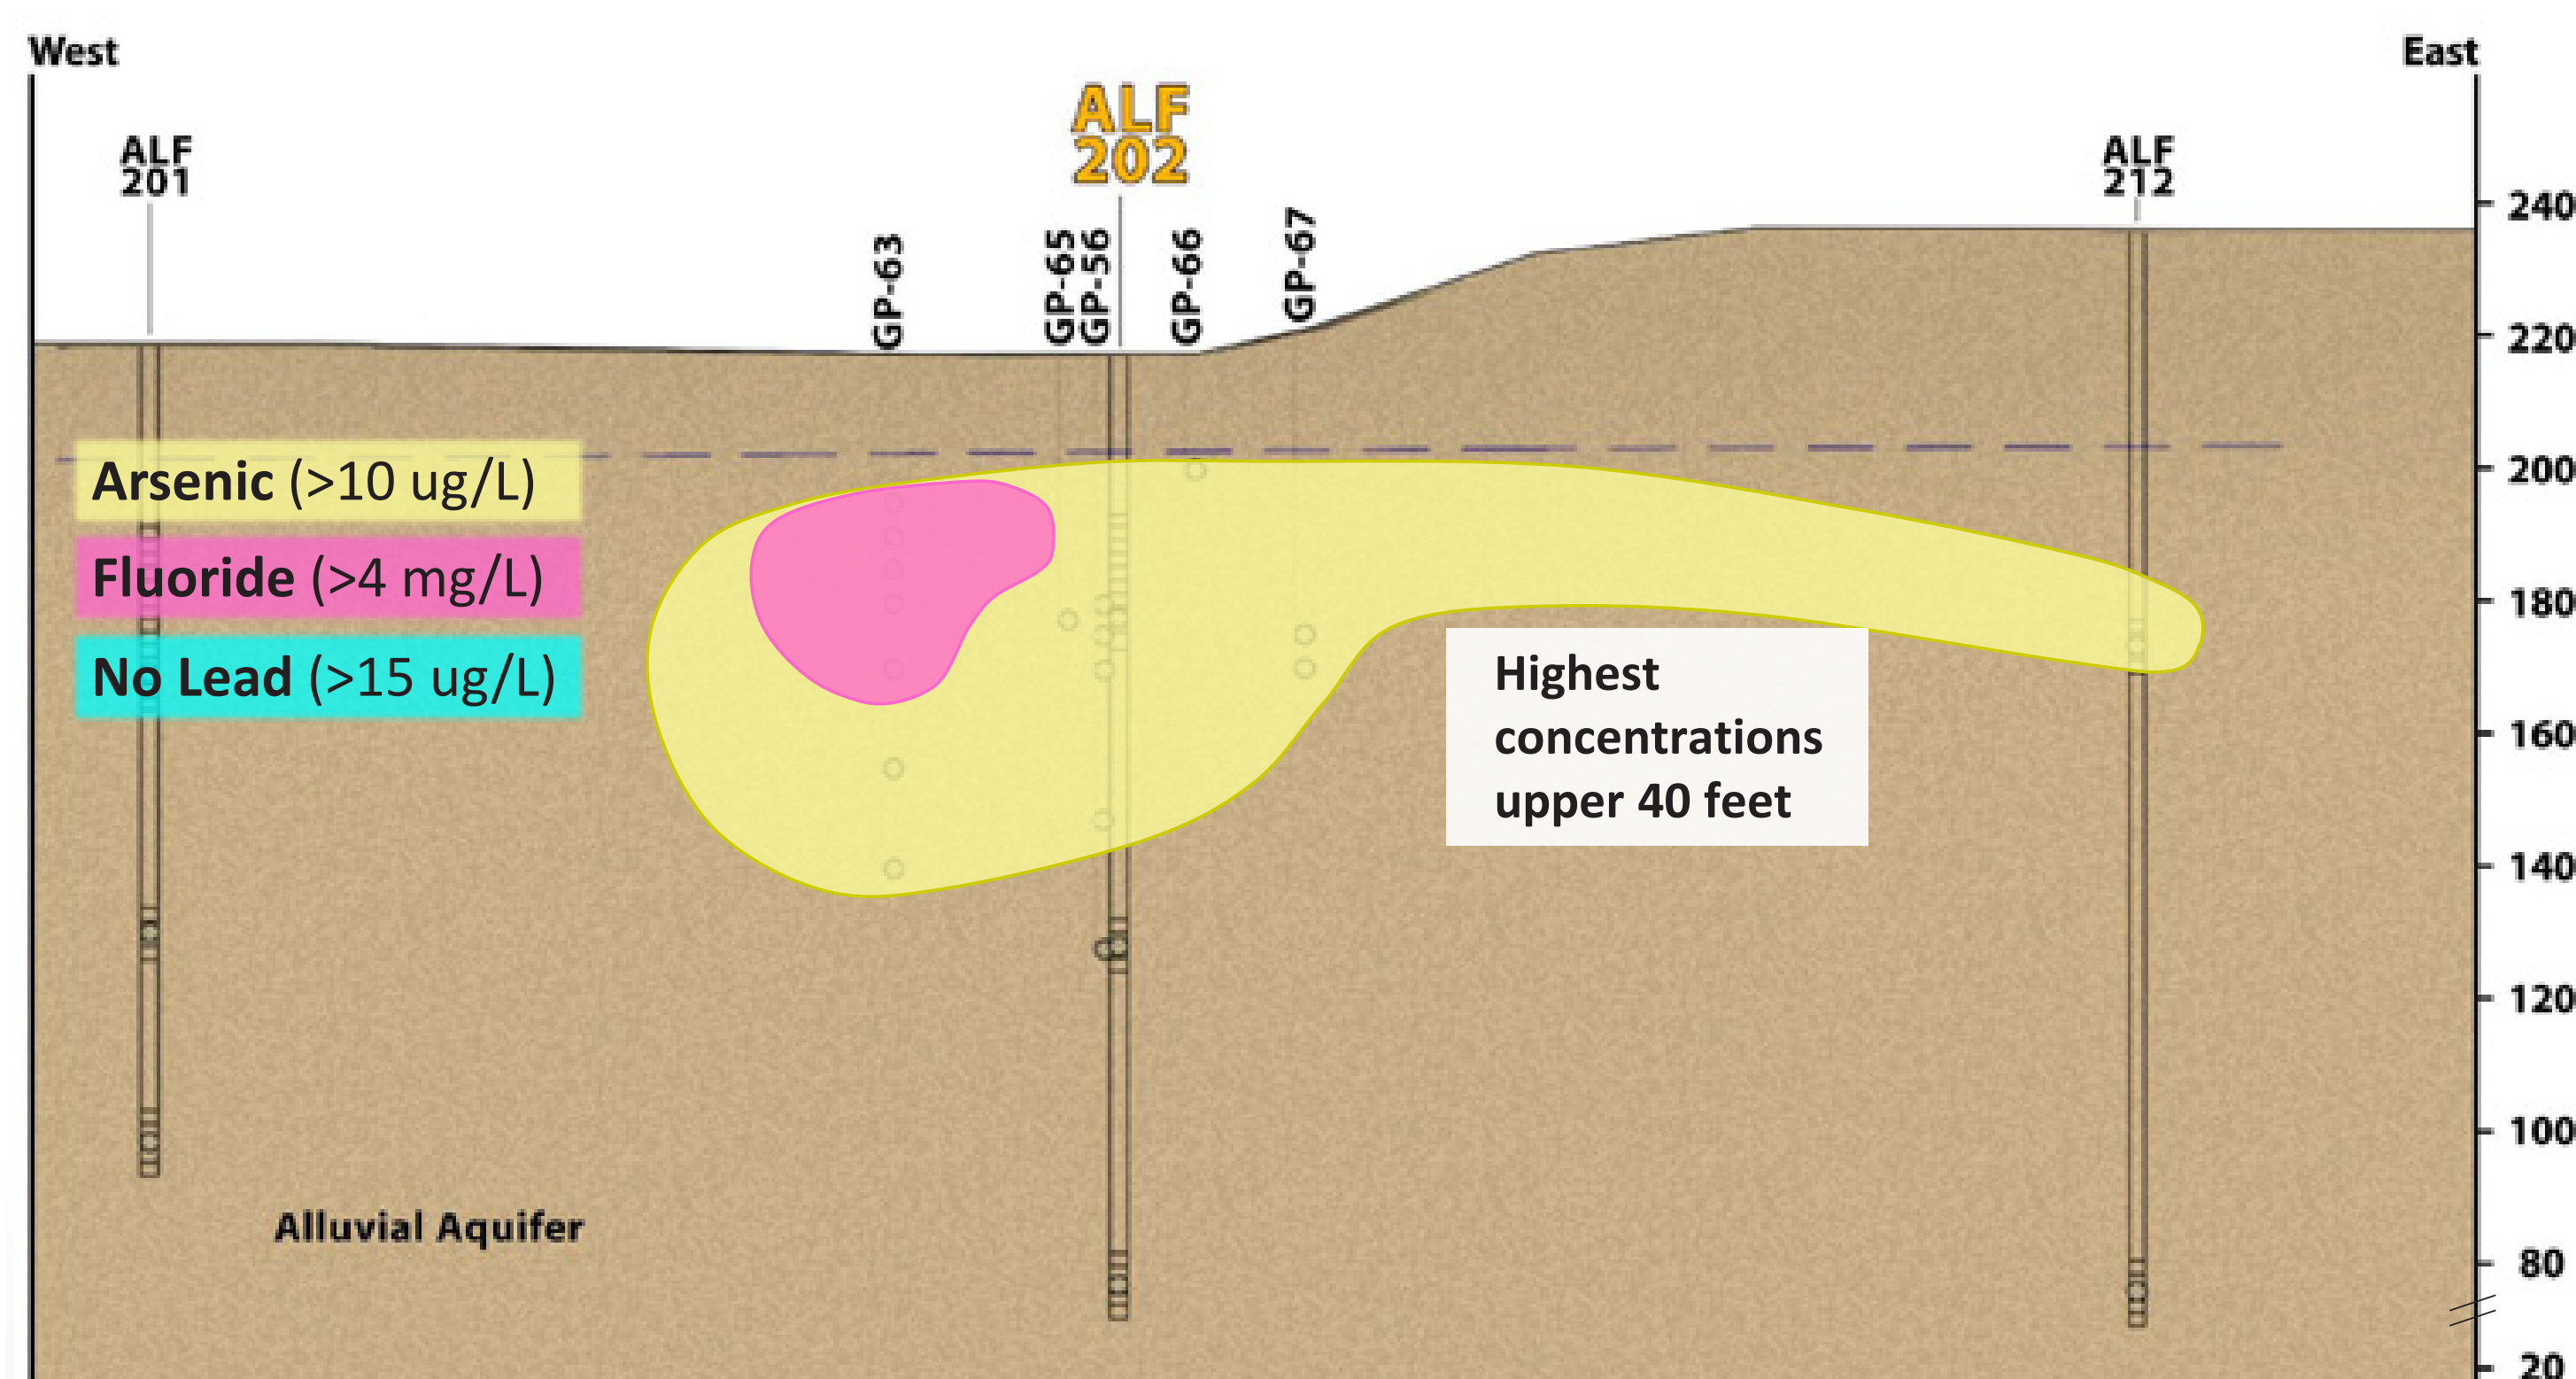 West
East
ALF
201
ALF
202
ALF
212
GP-63
GP-65
GP-56
GP-66
GP-67
240
220
200
180
160
140
120
100
80
20
Arsenic (>10 ug/L)
Fluoride (>4 mg/L)
No Lead (>15 ug/L)
Highest
concentrations
upper 40 feet
Alluvial Aquifer